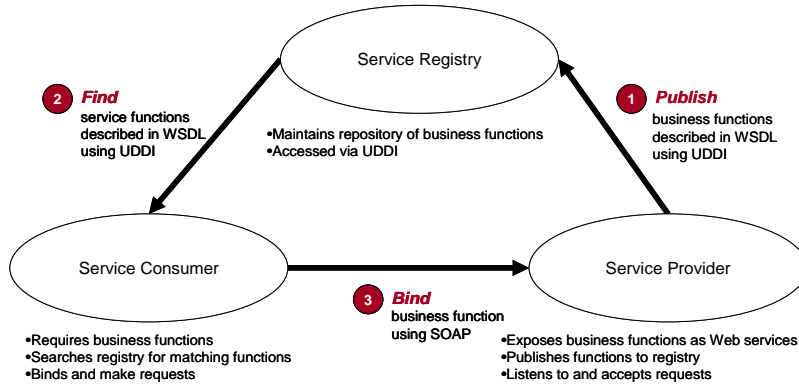 Service Registry
2 Find
service functions
described in WSDL
using UDDI
1 Publish
business functions
described in WSDL
using UDDI
•Maintains repository of business functions
•Accessed via UDDI
Service Consumer
Service Provider
3 Bind
business function
using SOAP
•Requires business functions
•Searches registry for matching functions
•Binds and make requests
•Exposes business functions as Web services
•Publishes functions to registry
•Listens to and accepts requests